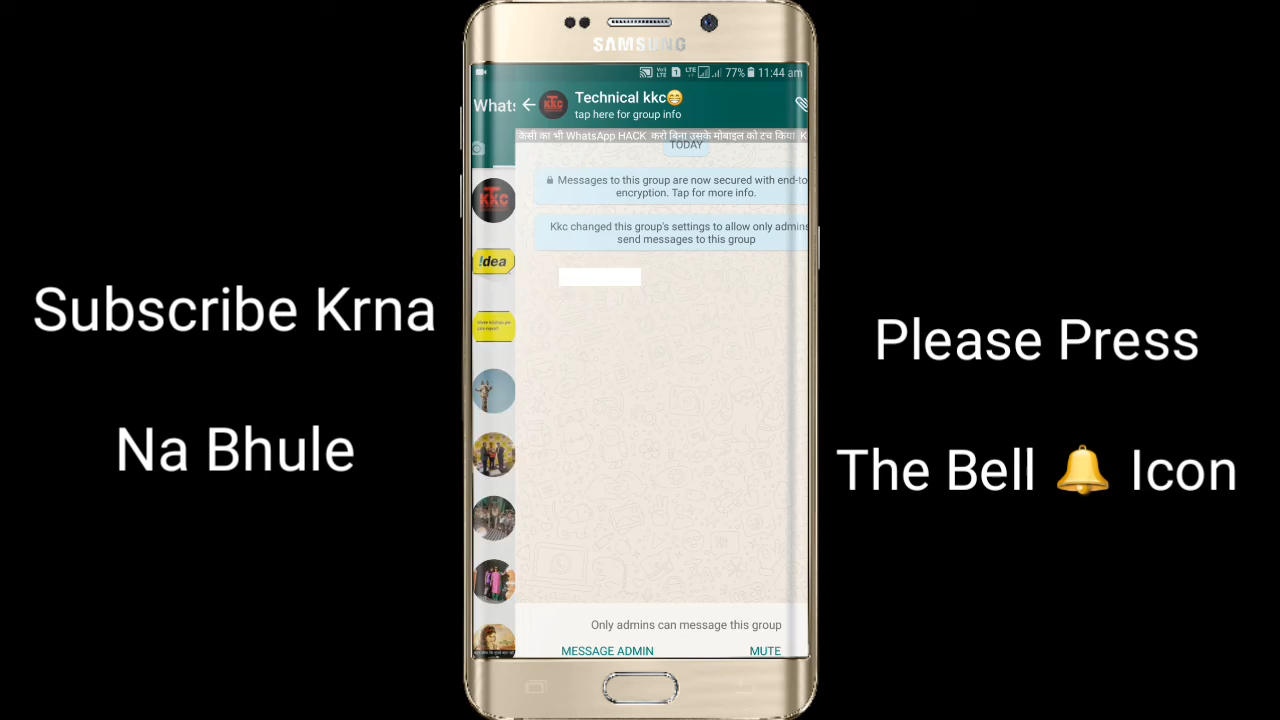 Subscribe Krna
Na Bhule
SAMSUNG
77% 11:44 am
Whats
Technical kkc😁
tap here for group info
किसी का भी WhatsApp HACK करो बिना उसके मोबाइल को टच किया K
TODAY
Messages to this group are now secured with end-to
encryption. Tap for more info.
Kkc changed this group's settings to allow only admins
send messages to this group
KKC
!dea
Only admins can message this group
MESSAGE ADMIN MUTE
Please Press
The Bell 🔔 Icon